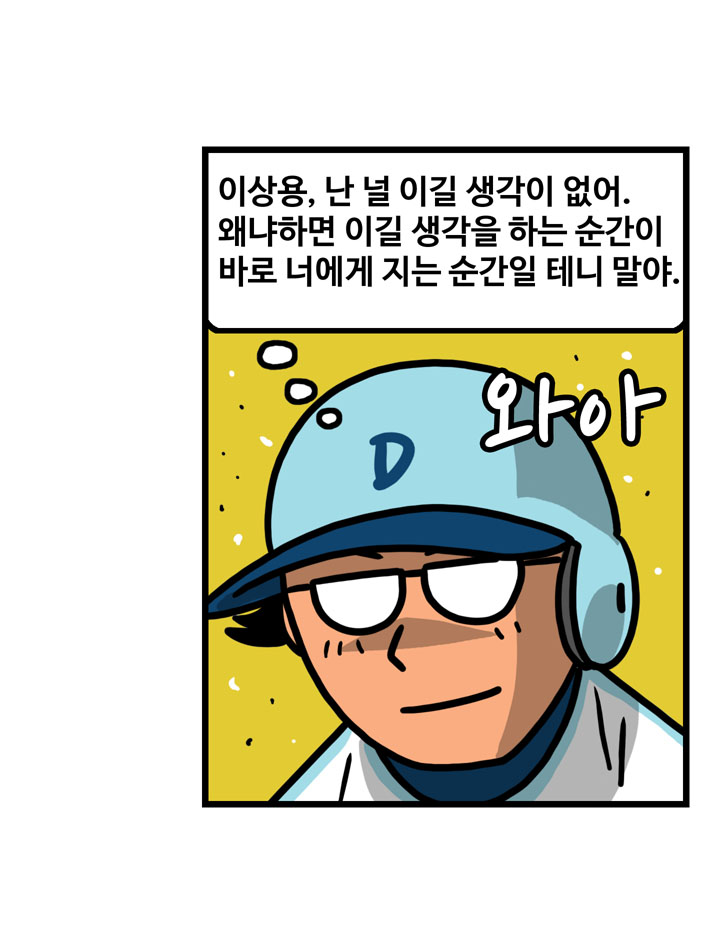 이상용, 난 널 이길 생각이 없어.
왜냐하면 이길 생각을 하는 순간이
바로 너에게 지는 순간일 테니 말야.
와아
D